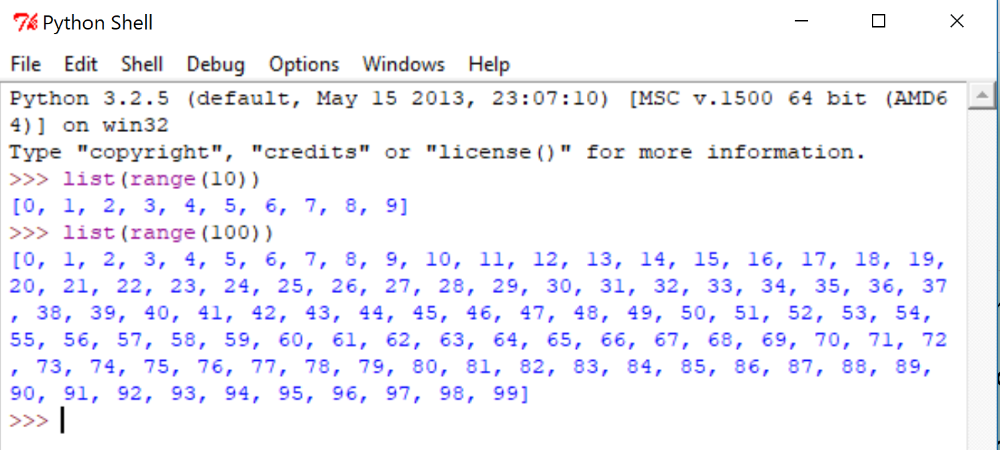 Python Shell
File Edit Shell Debug Options Windows Help
Python 3.2.5 (default, May 15 2013, 23:07:10) [MSC v.1500 64 bit (AMD6
4)] on win32
Type "copyright", "credits" or "license()" for more information.
>>> list(range(10))
[0, 1, 2, 3, 4, 5, 6, 7, 8, 9]
>>> list(range(100))
[0, 1, 2, 3, 4, 5, 6, 7, 8, 9, 10, 11, 12, 13, 14, 15, 16, 17, 18, 19,
20, 21, 22, 23, 24, 25, 26, 27, 28, 29, 30, 31, 32, 33, 34, 35, 36, 37
, 38, 39, 40, 41, 42, 43, 44, 45, 46, 47, 48, 49, 50, 51, 52, 53, 54,
55, 56, 57, 58, 59, 60, 61, 62, 63, 64, 65, 66, 67, 68, 69, 70, 71, 72
, 73, 74, 75, 76, 77, 78, 79, 80, 81, 82, 83, 84, 85, 86, 87, 88, 89,
90, 91, 92, 93, 94, 95, 96, 97, 98, 99]
>>>